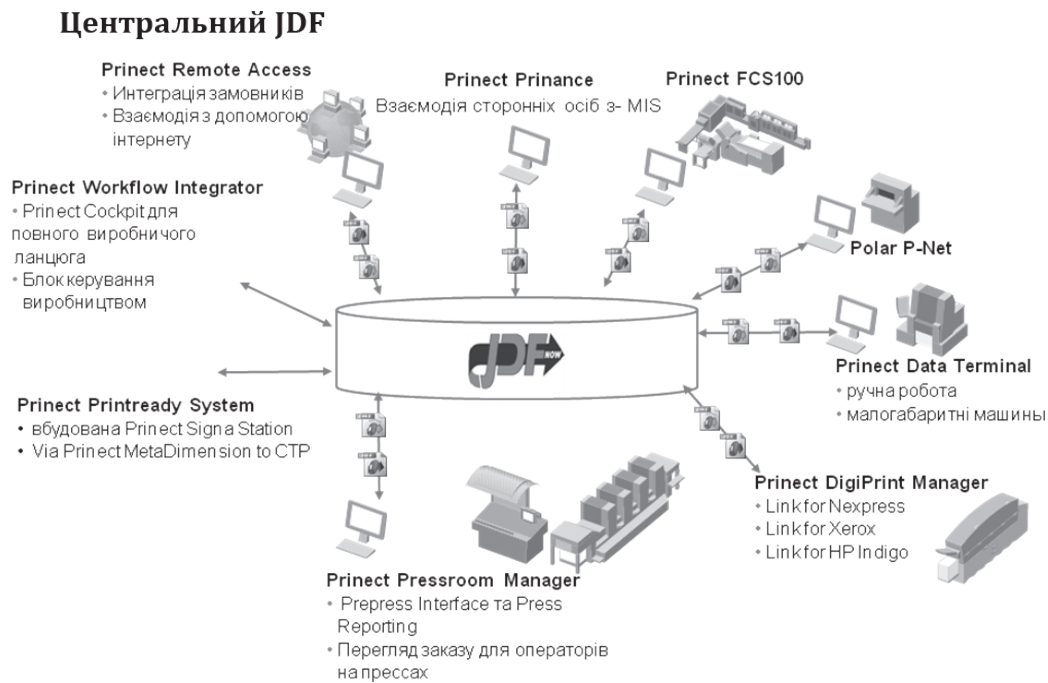 Центральний JDF
Prinect Remote Access
• Интеграція замовників
• Взаємодія з допомогою
інтернету
Prinect Prinance
Взаємодія сторонніх осіб з- MIS
Prinect FCS100
Prinect Workflow Integrator
• Prinect Cockpit для
повного виробничого
ланцюга
• Блок керування
виробництвом
Polar P-Net
JDF NOW
Prinect Data Terminal
• ручна робота
• малогабаритні машины
Prinect Printready System
• вбудована Prinect Signa Station
• Via Prinect MetaDimension to CTP
Prinect DigiPrint Manager
• Link for Nexpress
• Link for Xerox
• Link for HP Indigo
Prinect Pressroom Manager
• Prepress Interface та Press
Reporting
• Перегляд заказу для операторів
на прессах